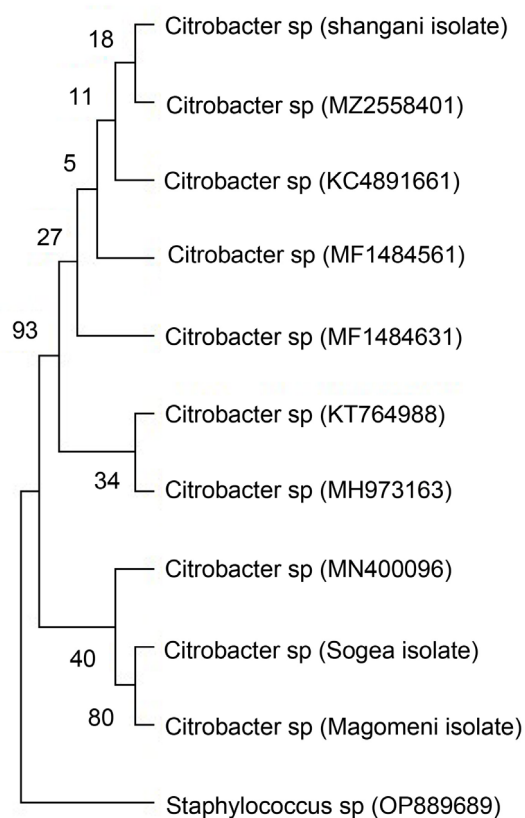 18
Citrobacter sp (shangani isolate)
11
Citrobacter sp (MZ2558401)
5
Citrobacter sp (KC4891661)
27
Citrobacter sp (MF1484561)
93
Citrobacter sp (MF1484631)
Citrobacter sp (KT764988)
34
Citrobacter sp (MH973163)
Citrobacter sp (MN400096)
40
Citrobacter sp (Sogea isolate)
80
Citrobacter sp (Magomeni isolate)
Staphylococcus sp (OP889689)